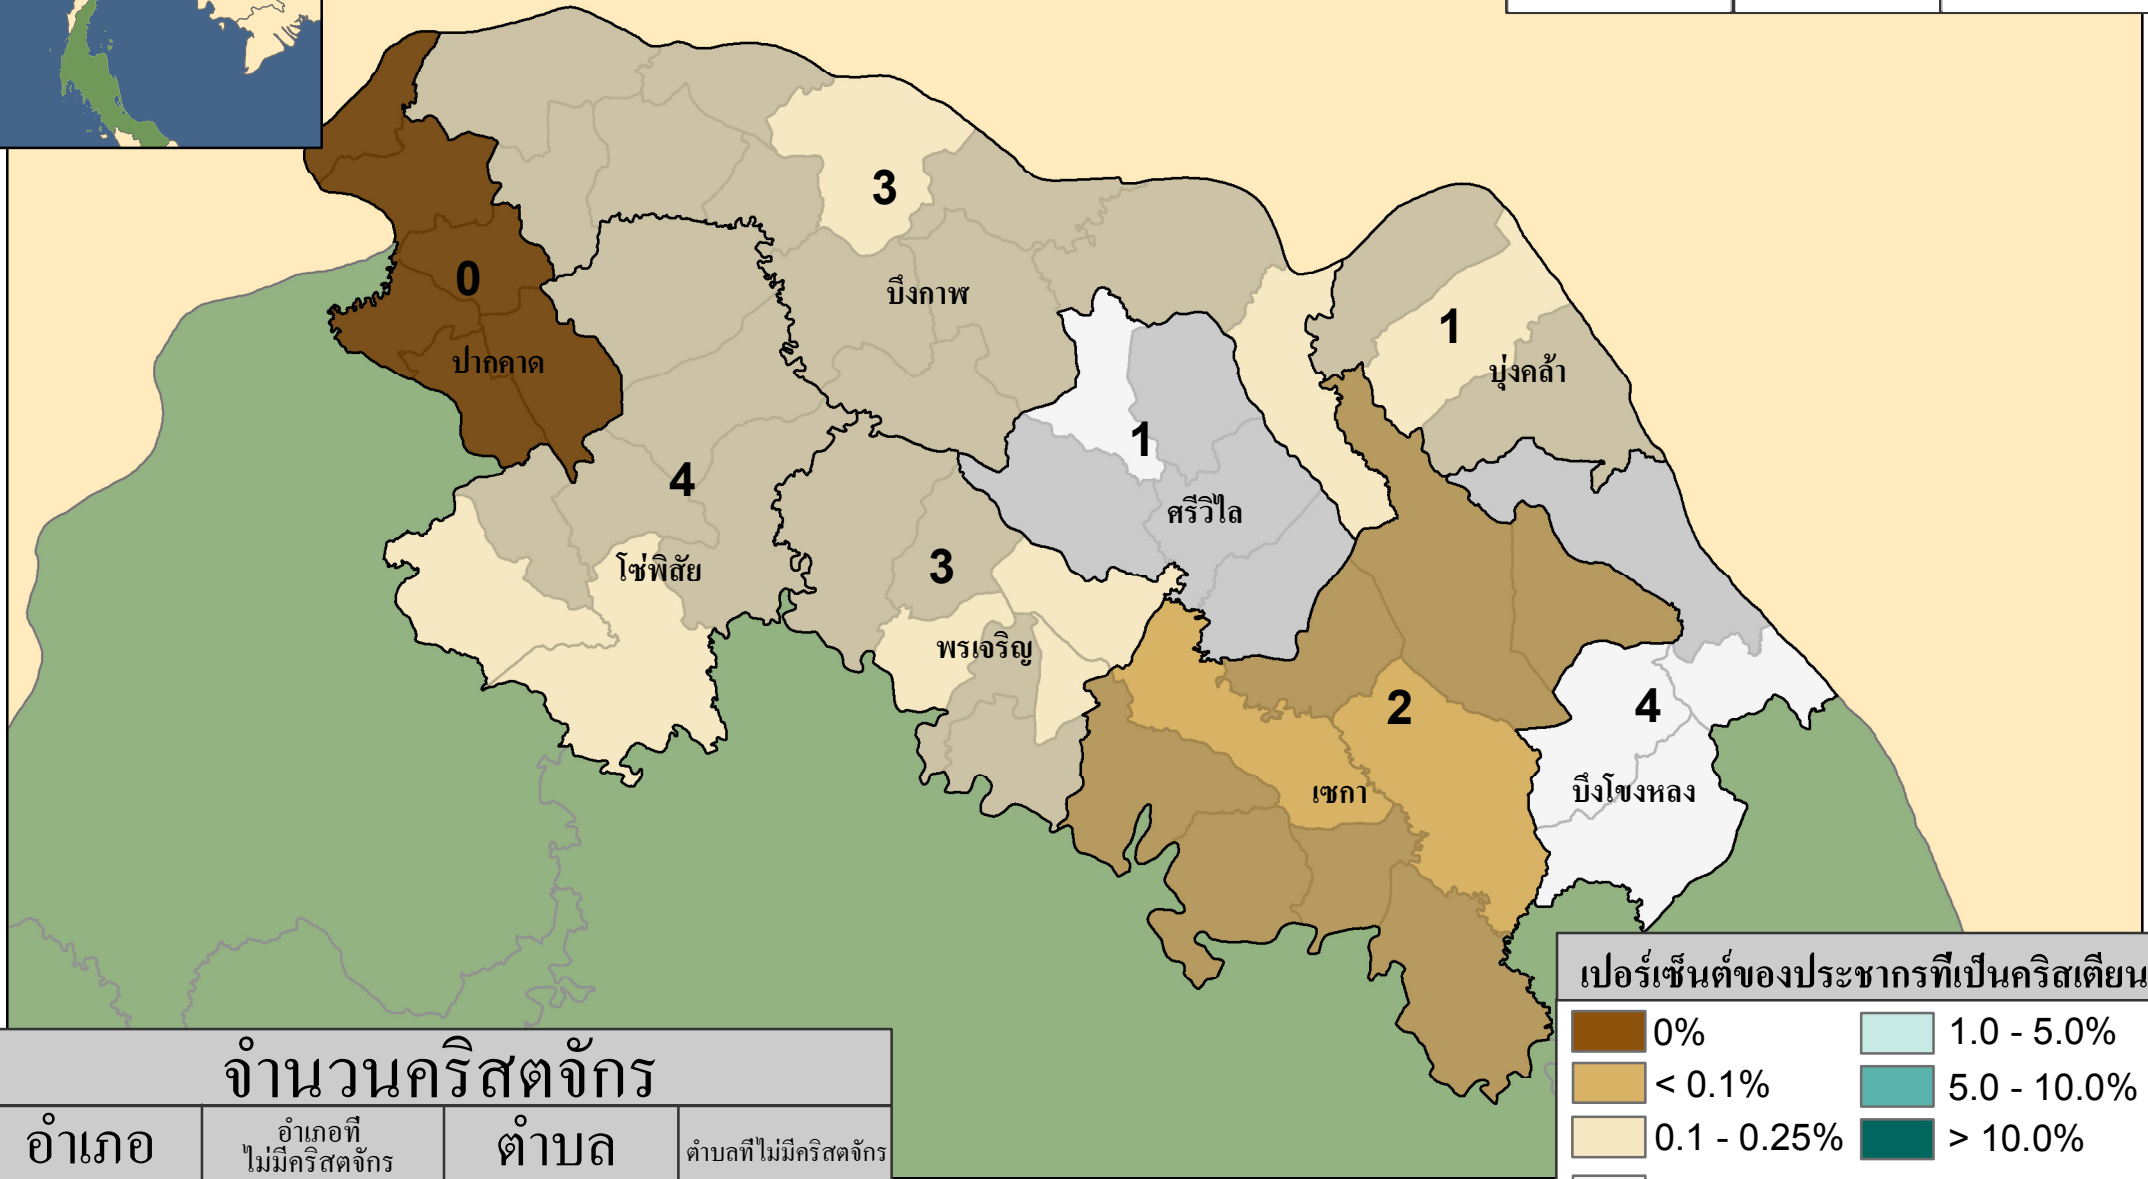 3
0
บึงกาฬ
1
ปากคาด
บุ่งคล้า
1
4
ศรีวิไล
โซ่พิสัย
3
พรเจริญ
2
4
เซกา
บึงโขงหลง
เปอร์เซ็นต์ของประชากรที่เป็นคริสเตียน
0%
1.0 - 5.0%
< 0.1%
5.0 - 10.0%
0.1 - 0.25%
> 10.0%
จำนวนคริสตจักร
อำเภอ
อำเภอที่
ไม่มีคริสตจักร
ตำบล
ตำบลที่ไม่มีคริสตจักร